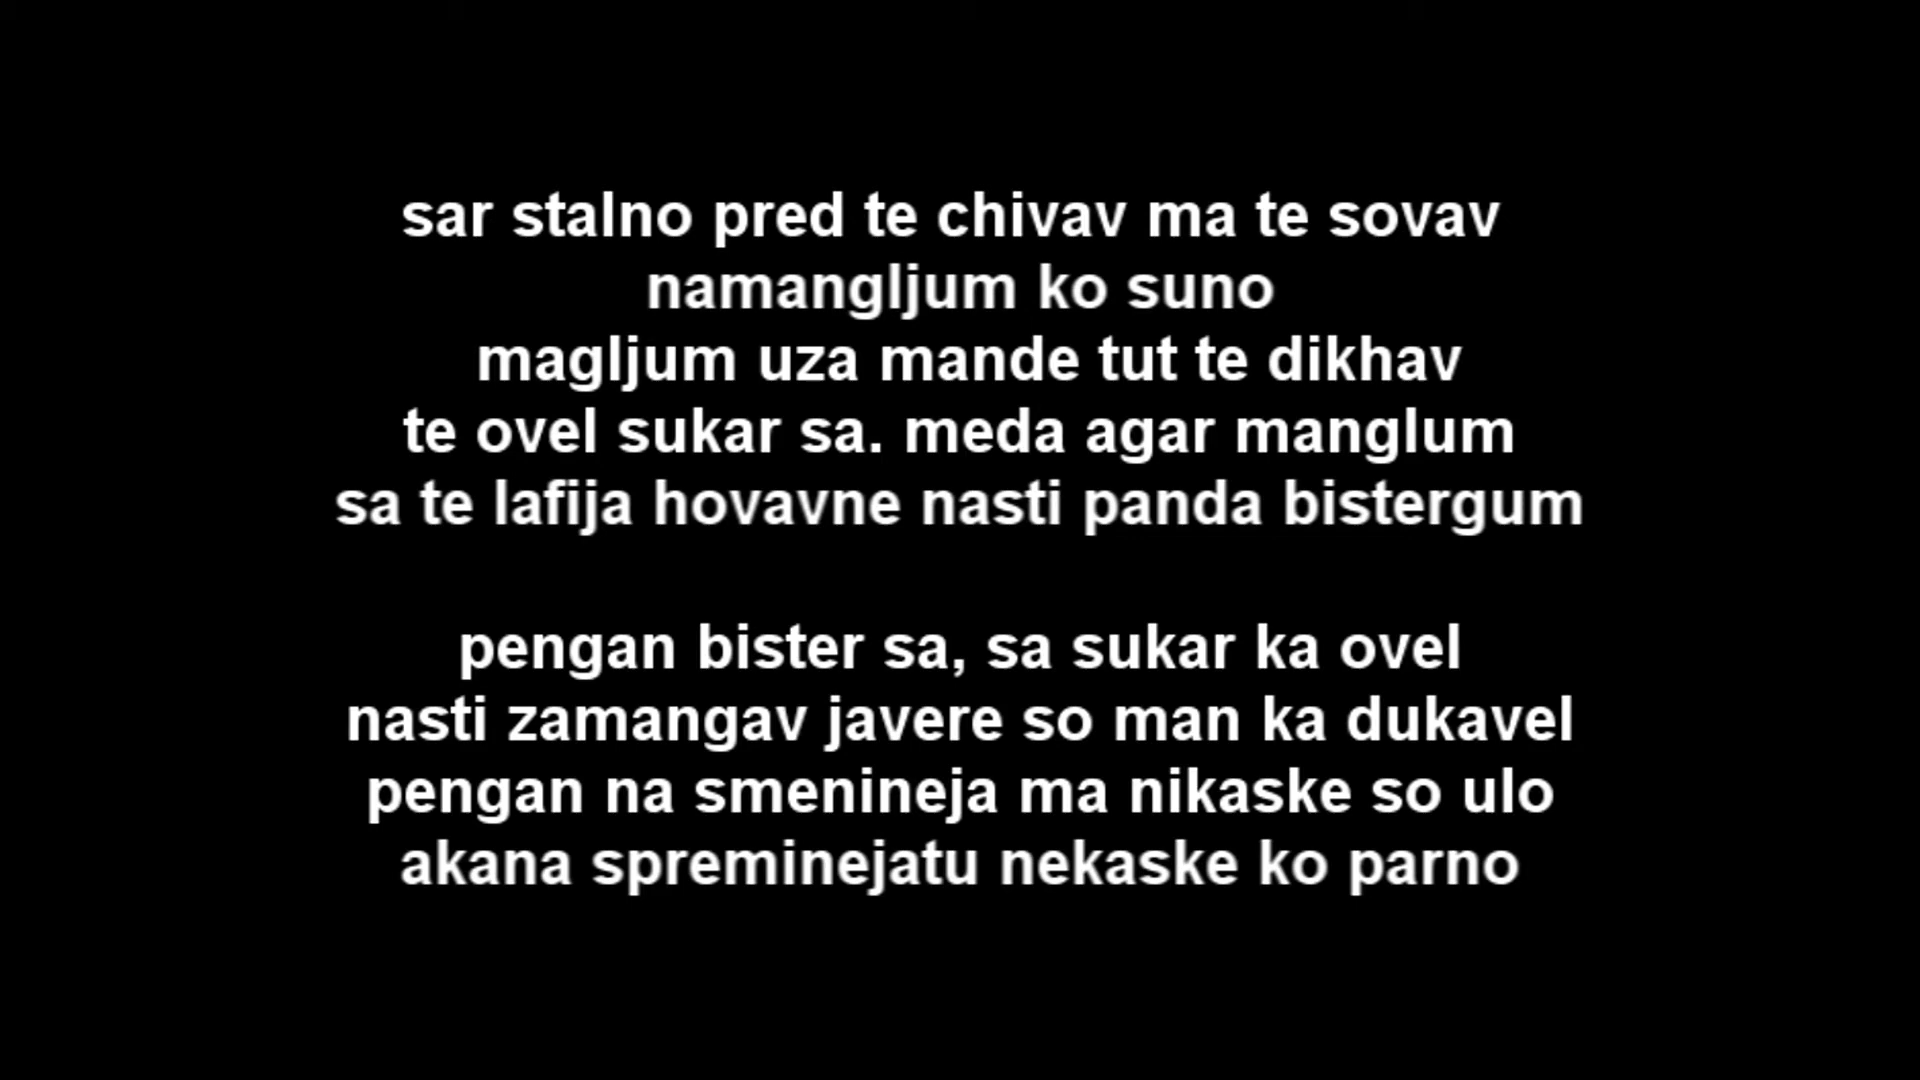 sar stalno pred te chivav ma te sovav
namangljum ko suno
magljum uza mande tut te dikhav
te ovel sukar sa. meda agar manglum
sa te lafija hovavne nasti panda bistergum
pengan bister sa, sa sukar ka ovel
nasti zamangav javere so man ka dukavel
pengan na smenineja ma nikaske so ulo
akana spreminejatu nekaske ko parno